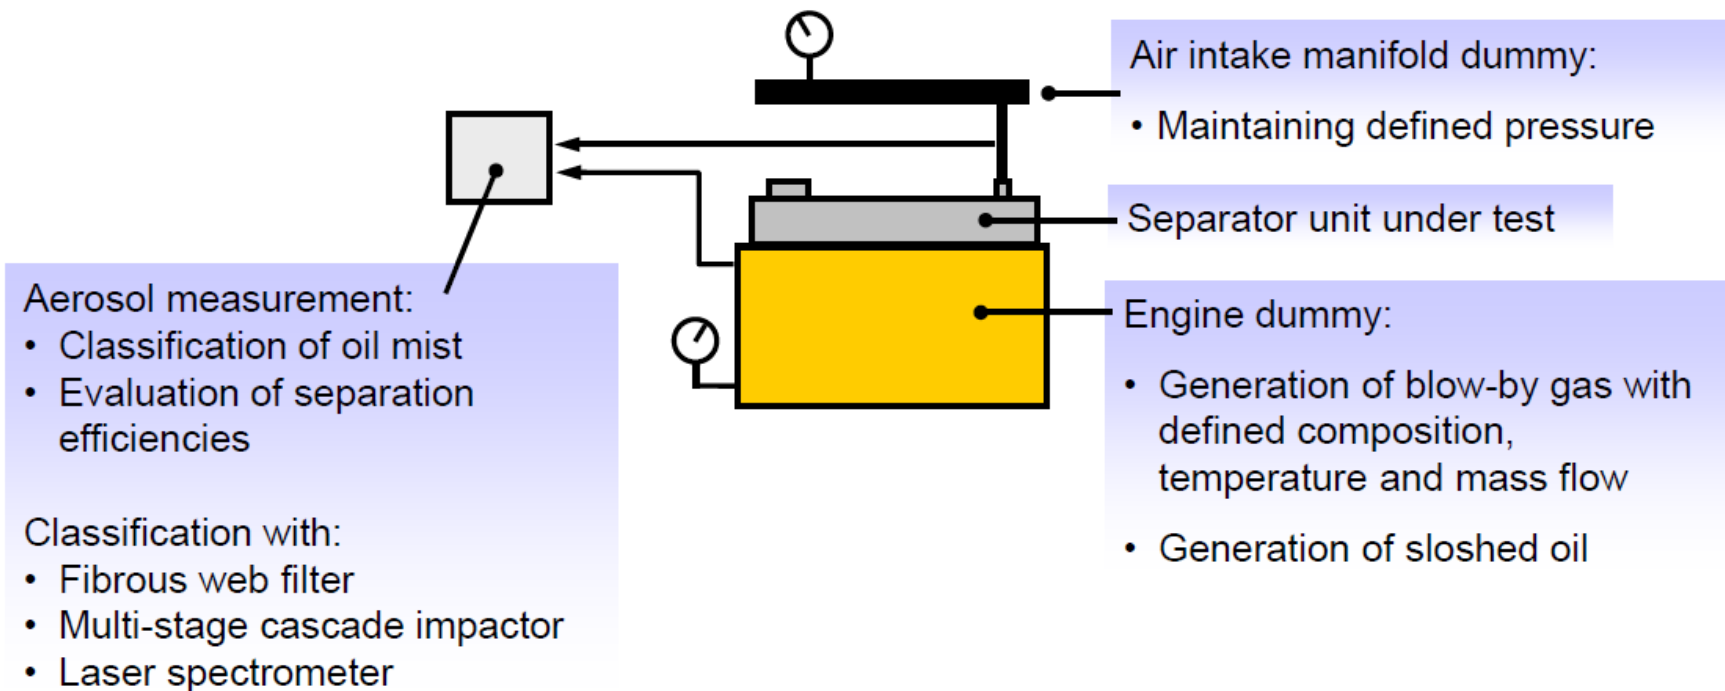 Air intake manifold dummy:
• Maintaining defined pressure
Separator unit under test
Engine dummy:
• Generation of blow-by gas with
defined composition,
temperature and mass flow
• Generation of sloshed oil
Aerosol measurement:
• Classification of oil mist
• Evaluation of separation
efficiencies
Classification with:
• Fibrous web filter
• Multi-stage cascade impactor
• Laser spectrometer